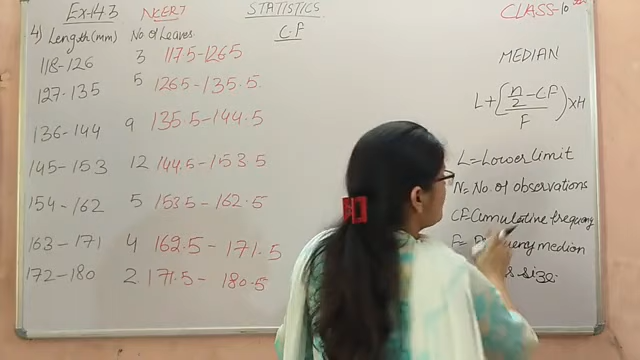 Ex-14.3 NCERT STATISTICS CLASS-10
4) Length(mm) No of Leaves C.F
118-126 3 117.5-126.5
127-135 5 126.5-135.5
136-144 9 135.5-144.5
145-153 12 144.5-153.5
154-162 5 153.5-162.5
163-171 4 162.5-171.5
172-180 2 171.5-180.5
MEDIAN
L+(n/2-CF/F)×H
L=Lower limit
N=No. of observations
CF=Cumulative frequency
F= median
size